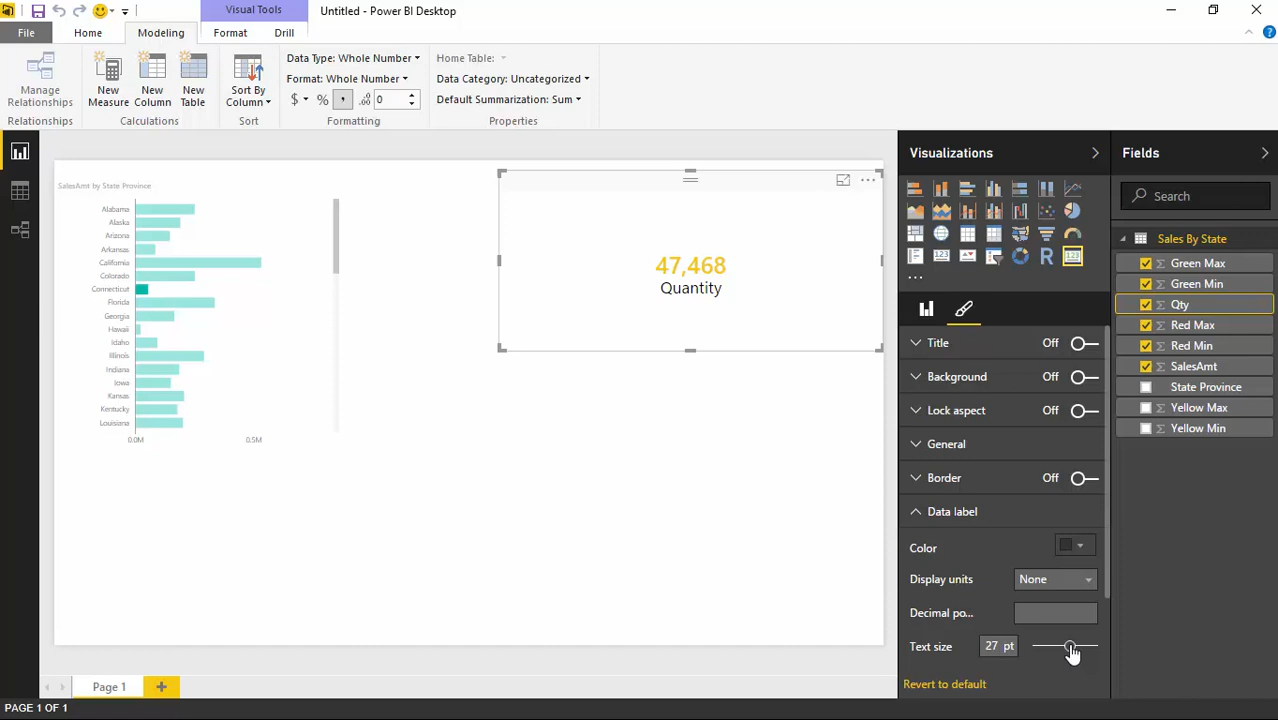 Visual Tools
Untitled - Power BI Desktop
File
Home
Modeling
Format
Drill
Manage
Relationships
New
Measure
New
Column
New
Table
Sort By
Column
Data Type: Whole Number
Format: Whole Number
$ % , .00 0
Home Table:
Data Category: Uncategorized
Default Summarization: Sum
Relationships
Calculations
Sort
Formatting
Properties
SalesAmt by State Province
Alabama
Alaska
Arizona
Arkansas
California
Colorado
Connecticut
Florida
Georgia
Hawaii
Idaho
Illinois
Indiana
Iowa
Kansas
Kentucky
Louisiana
0.0M 0.5M
47,468
Quantity
Visualizations
Title Off
Background Off
Lock aspect Off
General
Border Off
Data label
Color
Display units None
Decimal po...
Text size 27 pt
Revert to default
Fields
Search
Sales By State
Green Max
Green Min
Qty
Red Max
Red Min
SalesAmt
State Province
Yellow Max
Yellow Min
Page 1
PAGE 1 OF 1